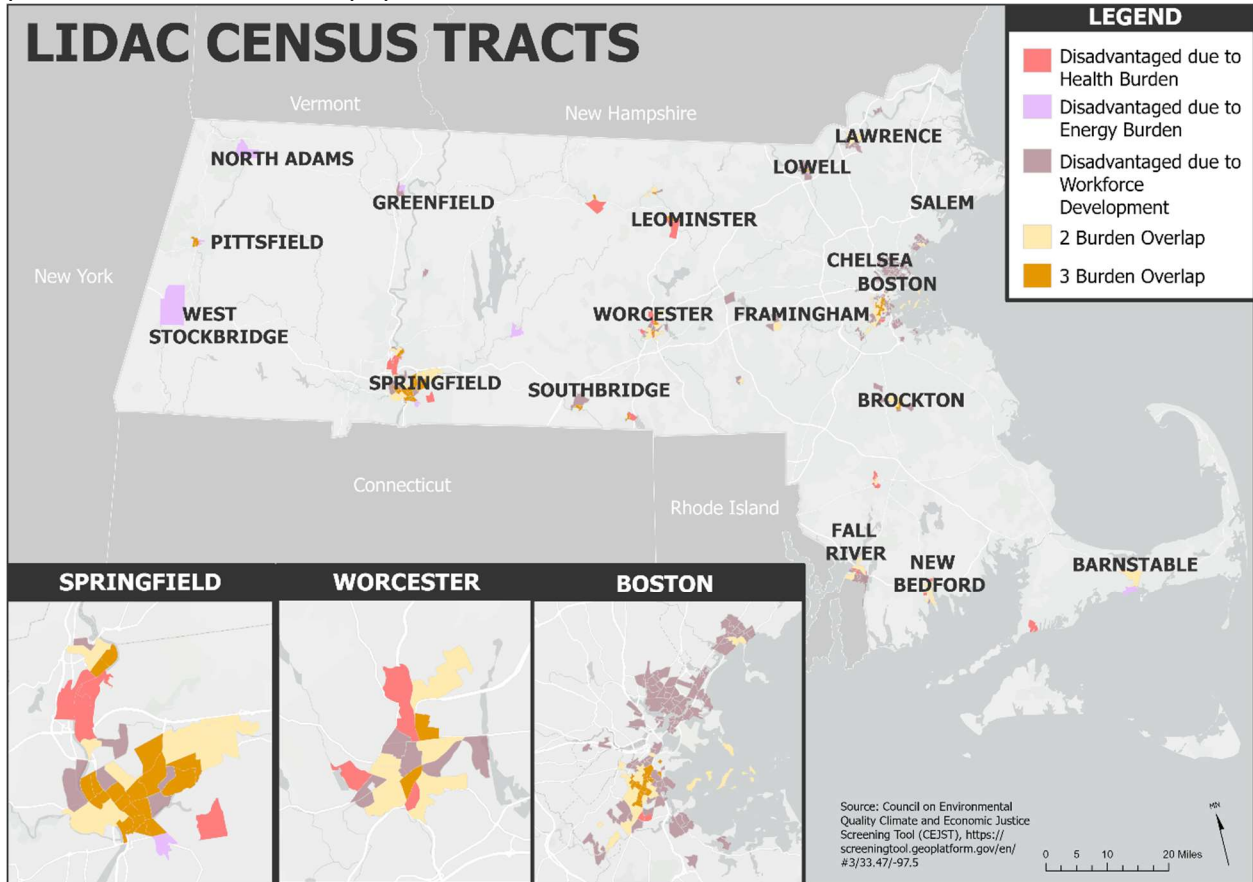 LIDAC CENSUS TRACTS
LEGEND
Disadvantaged due to
Health Burden
Disadvantaged due to
Energy Burden
Disadvantaged due to
Workforce
Development
2 Burden Overlap
3 Burden Overlap
Vermont
New Hampshire
New York
Connecticut
Rhode Island
NORTH ADAMS
GREENFIELD
PITTSFIELD
WEST
STOCKBRIDGE
SPRINGFIELD
LEOMINSTER
WORCESTER
SOUTHBRIDGE
FRAMINGHAM
LAWRENCE
LOWELL
SALEM
CHELSEA
BOSTON
BROCKTON
FALL
RIVER
NEW
BEDFORD
BARNSTABLE
SPRINGFIELD
WORCESTER
BOSTON
Source: Council on Environmental
Quality Climate and Economic Justice
Screening Tool (CEJST), https://
screeningtool.geoplatform.gov/en/
#3/33.47/-97.5
0 5 10 20 Miles